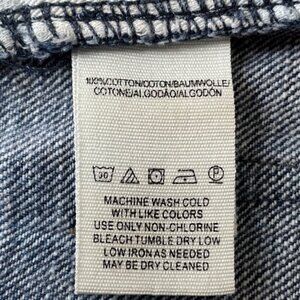 100%COTTON/COTON/BAUMWOLLE/
COTONE/ALGODÃO/ALGODÓN
30 P
MACHINE WASH COLD
WITH LIKE COLORS
USE ONLY NON-CHLORINE
BLEACH TUMBLE DRY LOW
LOW IRON AS NEEDED
MAY BE DRY CLEANED